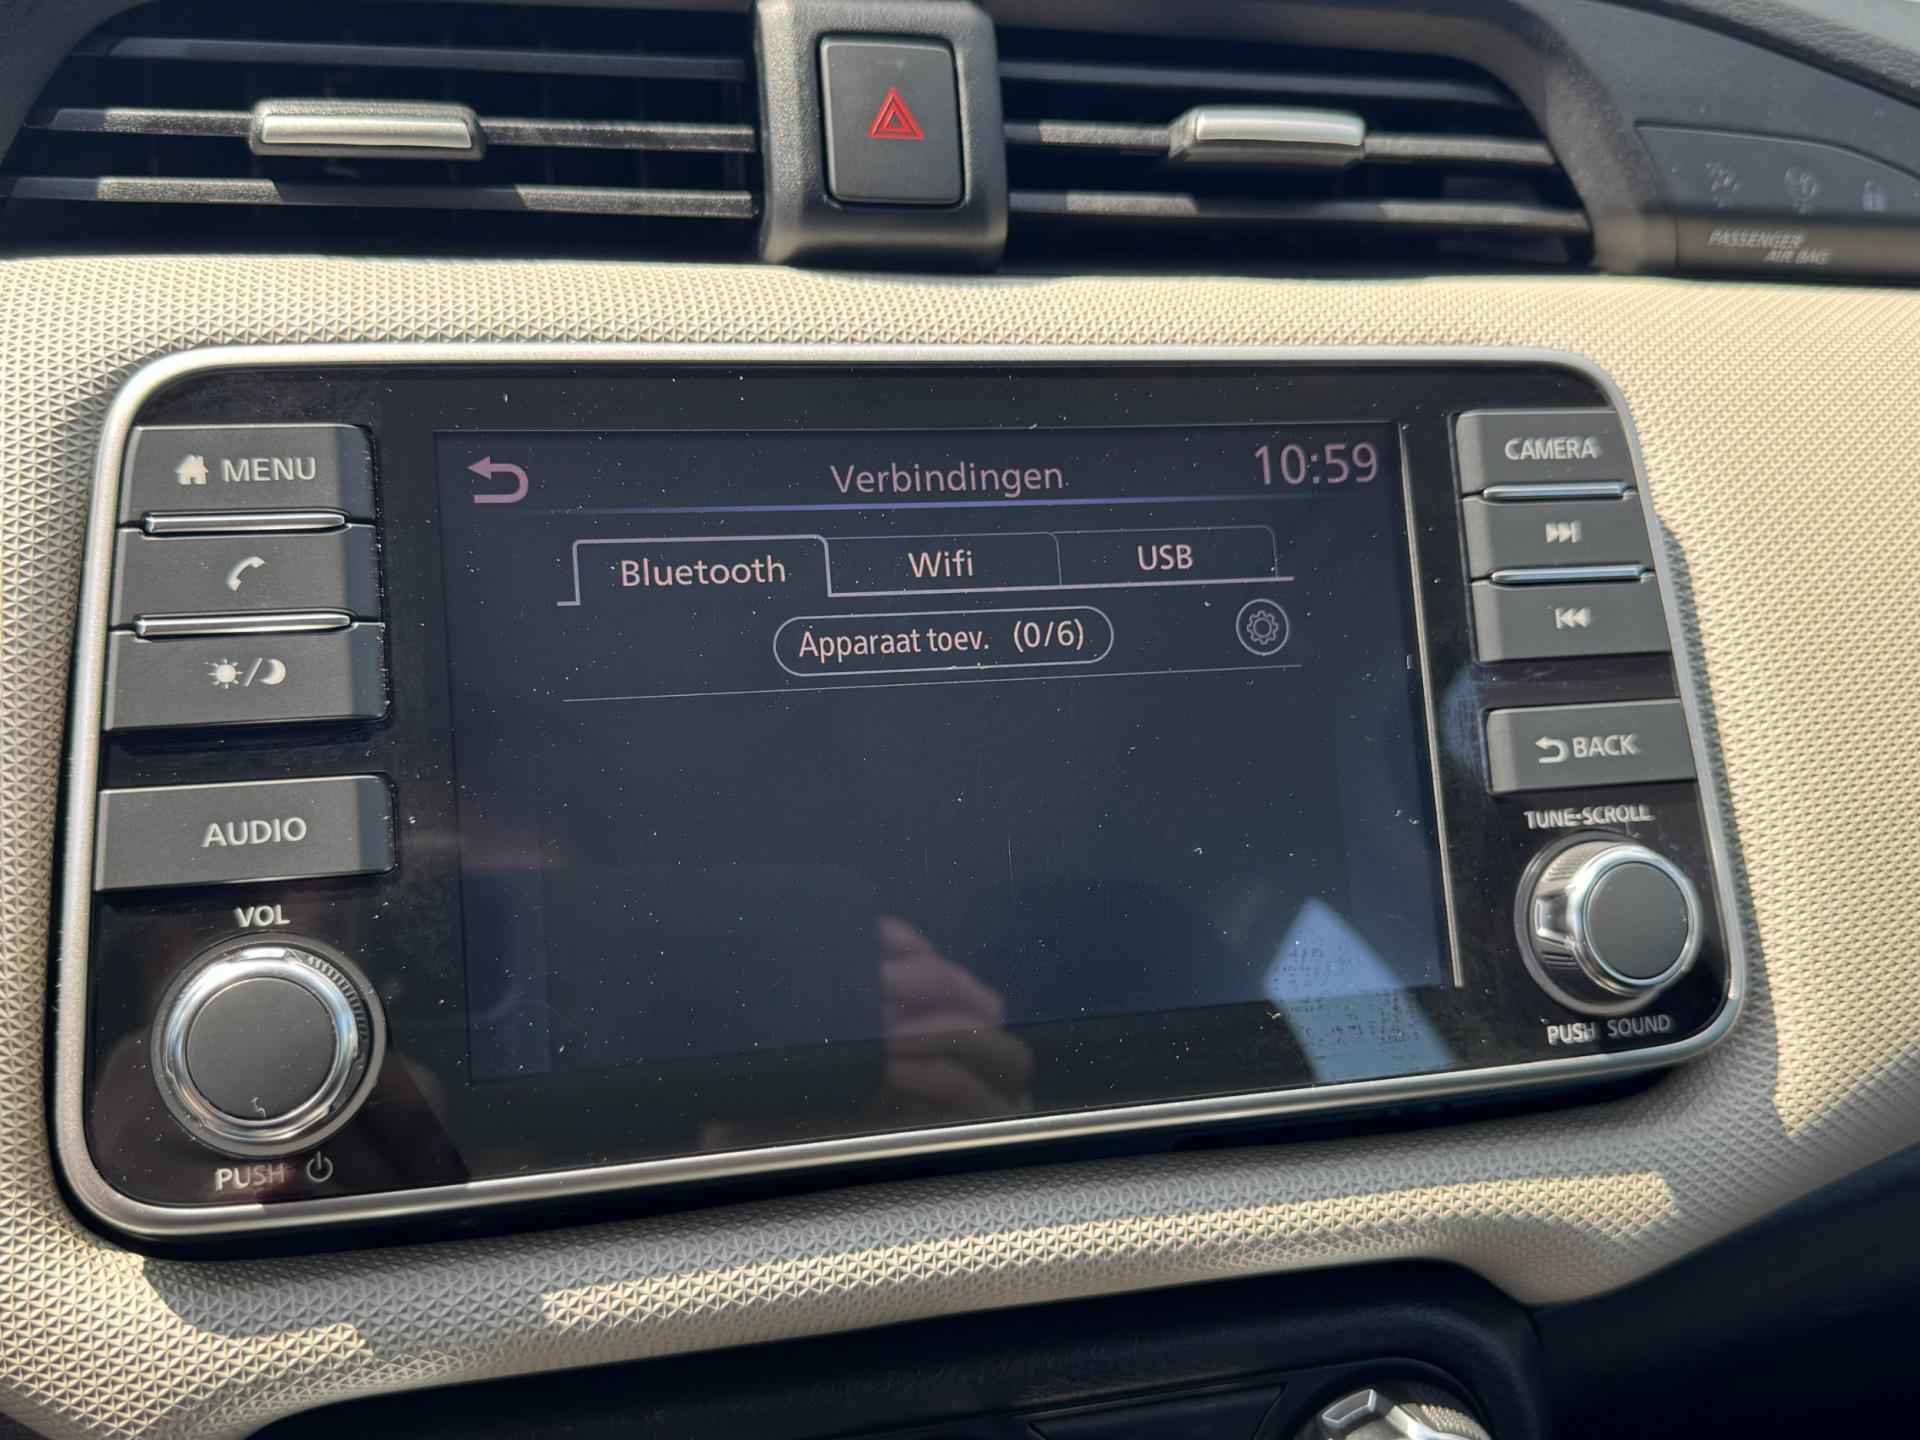 PASSENGER
AIR BAG
MENU
AUDIO
VOL
PUSH
Verbindingen
10:59
Bluetooth
Wifi
USB
Apparaat toev. (0/6)
CAMERA
BACK
TUNE·SCROLL
PUSH SOUND